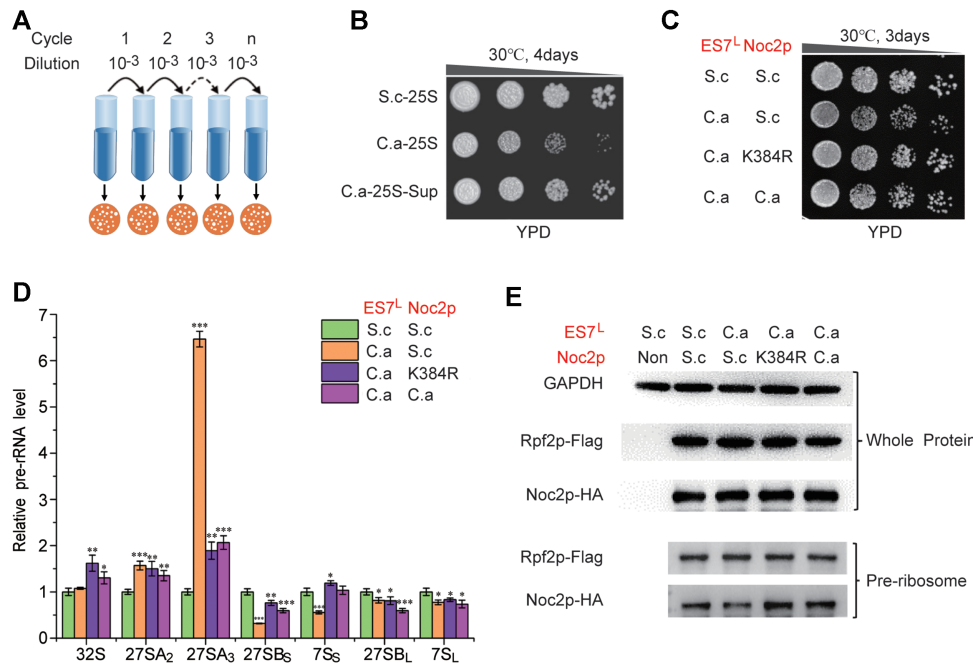 A
Cycle 1 2 3 n
Dilution 10-3 10-3 10-3 10-3
B
30℃, 4days
S.c-25S
C.a-25S
C.a-25S-Sup
YPD
C
30℃, 3days
ES7L Noc2p
S.c S.c
C.a S.c
C.a K384R
C.a C.a
YPD
D
Relative pre-rRNA level
7
6
5
4
3
2
1
0
ES7L Noc2p
S.c S.c
C.a S.c
C.a K384R
C.a C.a
** * *** ** ** *** ** *** *** ** *** *** * * * *** * * *
32S 27SA2 27SA3 27SBS 7SS 27SBL 7SL
E
ES7L S.c S.c C.a C.a C.a
Noc2p Non S.c S.c K384R C.a
GAPDH
Rpf2p-Flag
Whole Protein
Noc2p-HA
Rpf2p-Flag
Pre-ribosome
Noc2p-HA